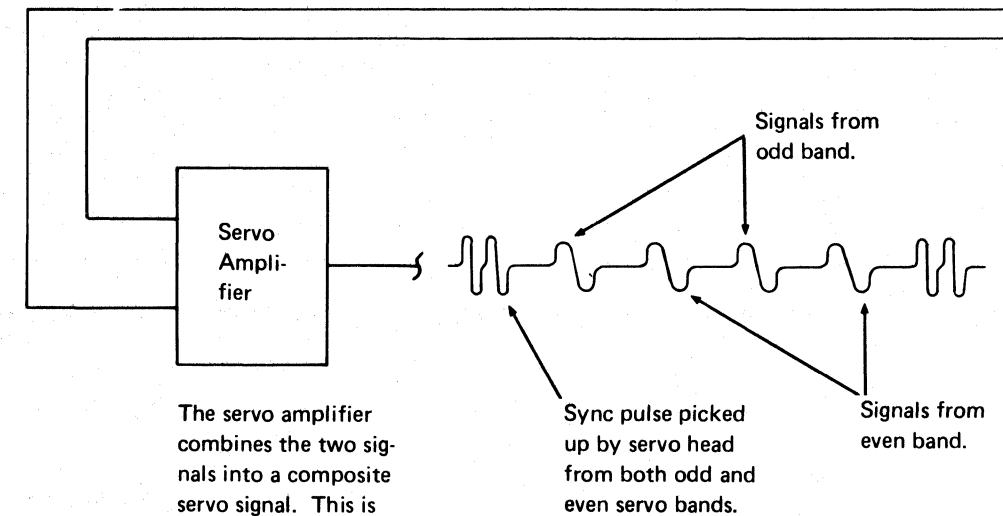 Signals from
odd band.
Servo
Ampli-
fier
The servo amplifier
combines the two sig-
nals into a composite
servo signal. This is
Sync pulse picked
up by servo head
from both odd and
even servo bands.
Signals from
even band.